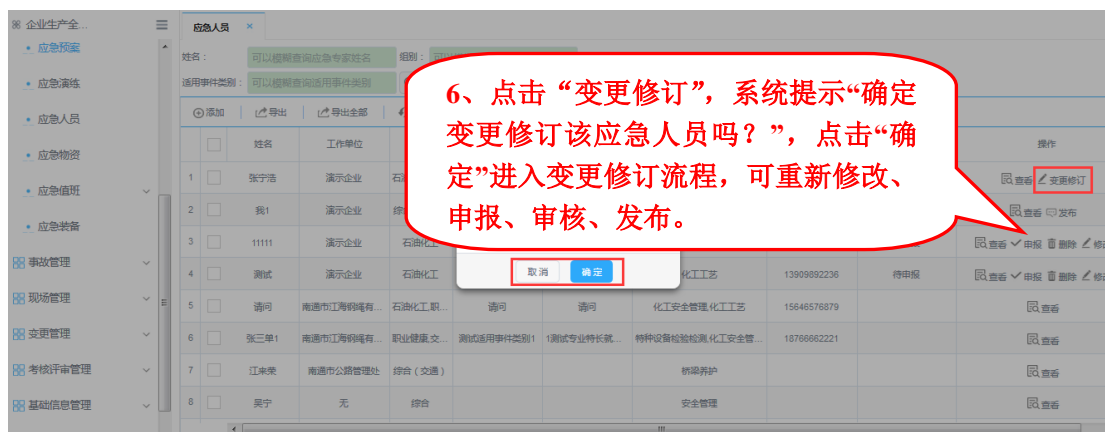 企业生产全...
应急预案
应急演练
应急人员
应急物资
应急值班
应急装备
事故管理
现场管理
变更管理
考核评审管理
基础信息管理
应急人员 ×
姓名： 可以模糊查询应急专家姓名 组别：
适用事件类别： 可以模糊查询适用事件类别
添加 导出 导出全部
姓名 工作单位 操作
1 张宁浩 演示企业 查看 变更修订
2 我1 演示企业 查看 发布
3 11111 演示企业 石油化工 查看 申报 删除 修改
4 测试 演示企业 石油化工 化工工艺 13909892236 待申报 查看 申报 删除 修改
5 请问 南通市江海钢绳有... 石油化工,职... 请问 请问 化工安全管理,化工工艺 15646576879 查看
6 张三单1 南通市江海钢绳有... 职业健康,交... 测试适用事件类别1 1测试专业特长就... 特种设备检验检测,化工安全管... 18766662221 查看
7 江来荣 南通市公路管理处 综合（交通） 桥梁养护 查看
8 吴宁 无 综合 安全管理 查看
6、点击“变更修订”，系统提示“确定
变更修订该应急人员吗？”，点击“确
定”进入变更修订流程，可重新修改、
申报、审核、发布。
取消 确定